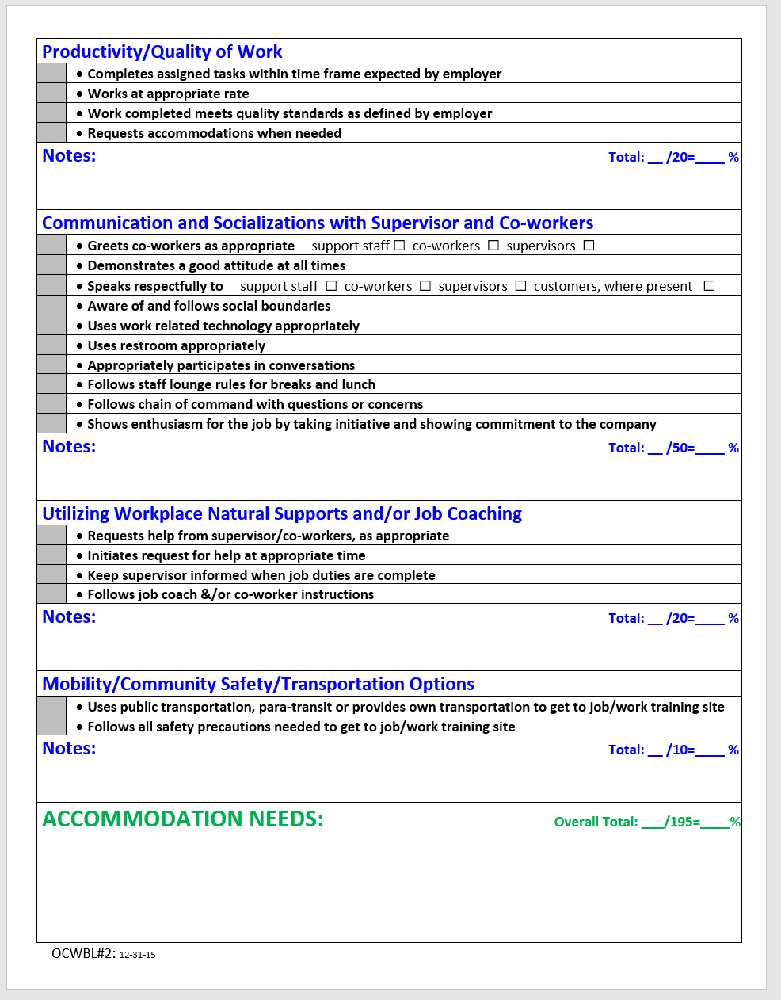 Productivity/Quality of Work
• Completes assigned tasks within time frame expected by employer
• Works at appropriate rate
• Work completed meets quality standards as defined by employer
• Requests accommodations when needed
Notes: Total: __ /20=____ %
Communication and Socializations with Supervisor and Co-workers
• Greets co-workers as appropriate support staff ☐ co-workers ☐ supervisors ☐
• Demonstrates a good attitude at all times
• Speaks respectfully to support staff ☐ co-workers ☐ supervisors ☐ customers, where present ☐
• Aware of and follows social boundaries
• Uses work related technology appropriately
• Uses restroom appropriately
• Appropriately participates in conversations
• Follows staff lounge rules for breaks and lunch
• Follows chain of command with questions or concerns
• Shows enthusiasm for the job by taking initiative and showing commitment to the company
Notes: Total: __ /50=____ %
Utilizing Workplace Natural Supports and/or Job Coaching
• Requests help from supervisor/co-workers, as appropriate
• Initiates request for help at appropriate time
• Keep supervisor informed when job duties are complete
• Follows job coach &/or co-worker instructions
Notes: Total: __ /20=____ %
Mobility/Community Safety/Transportation Options
• Uses public transportation, para-transit or provides own transportation to get to job/work training site
• Follows all safety precautions needed to get to job/work training site
Notes: Total: __ /10=____ %
ACCOMMODATION NEEDS: Overall Total: ___/195=____%
OCWBL#2: 12-31-15